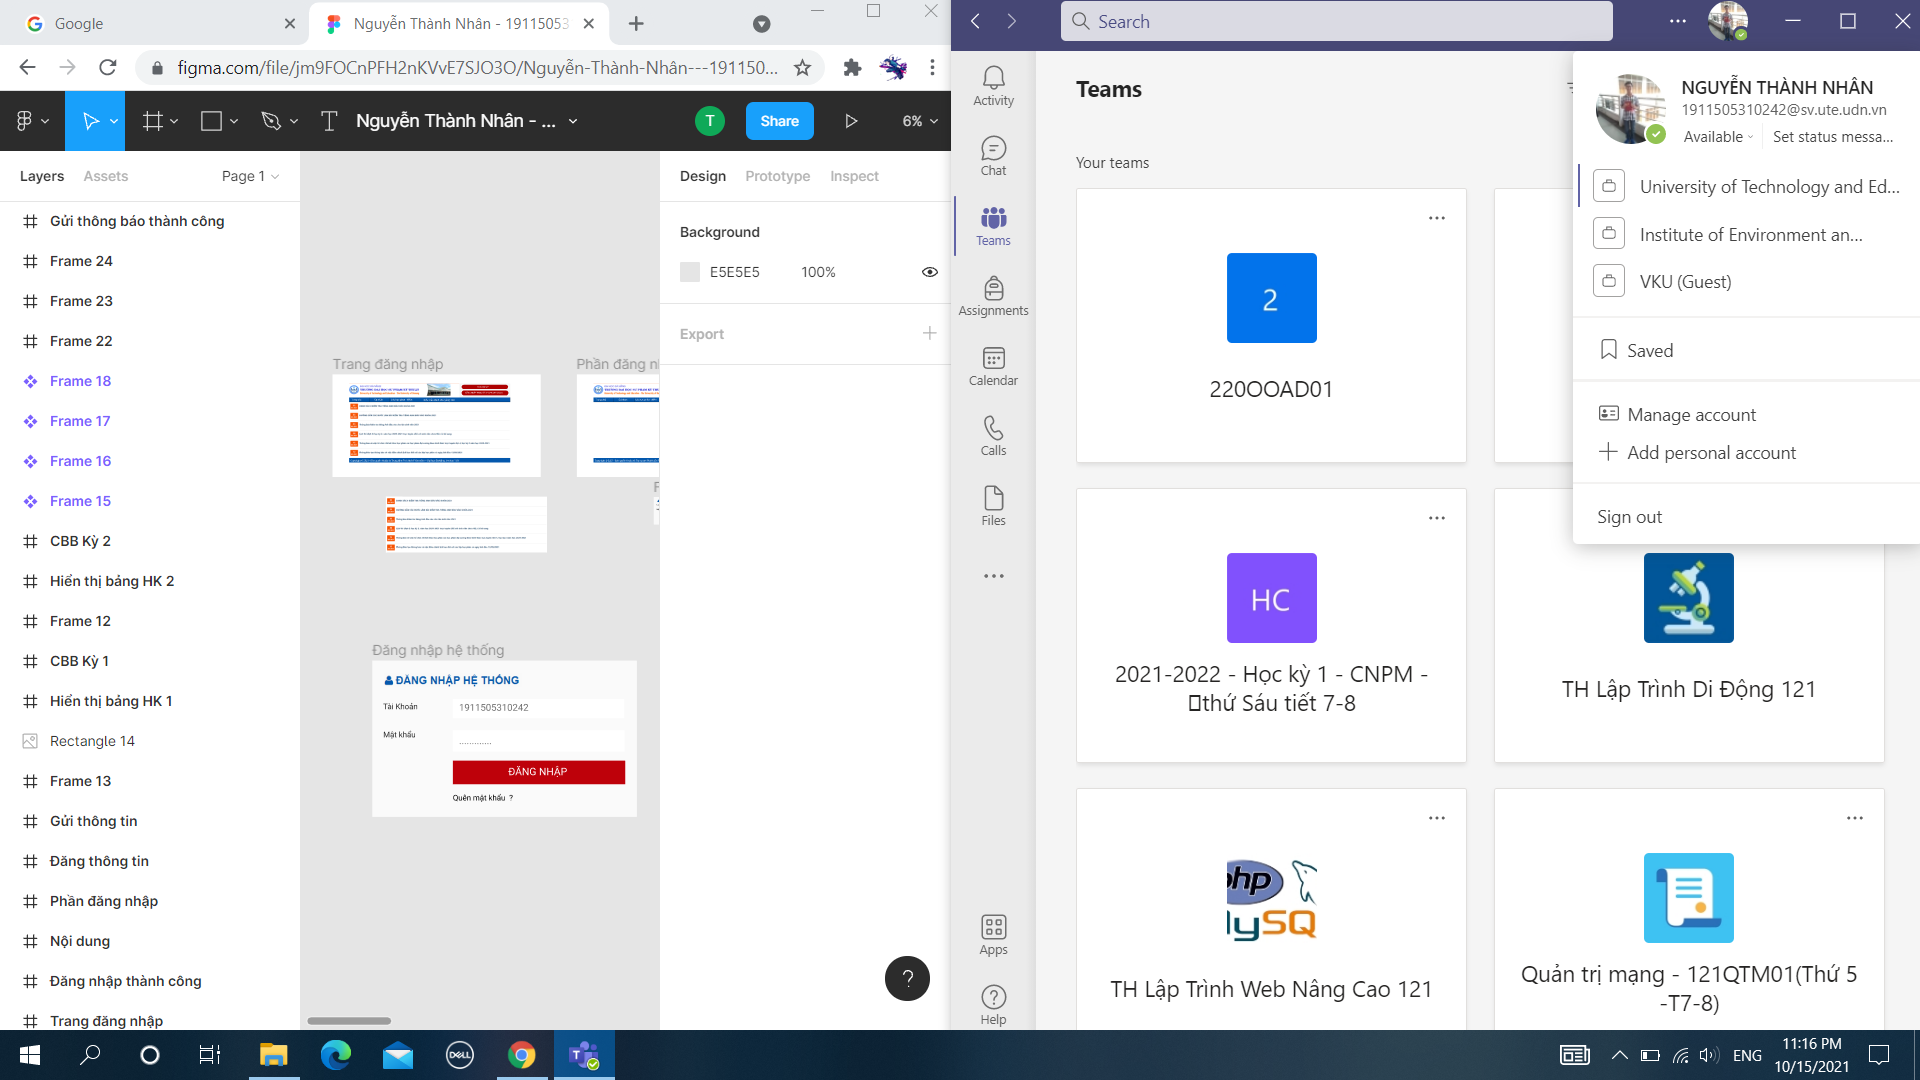 Google
Nguyễn Thành Nhân - 19115053
figma.com/file/jm9FOCnPFH2nKVvE7SJO3O/Nguyễn-Thành-Nhân---191150...
Nguyễn Thành Nhân - ...
T
Share
6%
Layers
Assets
Page 1
Gửi thông báo thành công
Frame 24
Frame 23
Frame 22
Frame 18
Frame 17
Frame 16
Frame 15
CBB Kỳ 2
Hiển thị bảng HK 2
Frame 12
CBB Kỳ 1
Hiển thị bảng HK 1
Rectangle 14
Frame 13
Gửi thông tin
Đăng thông tin
Phần đăng nhập
Nội dung
Đăng nhập thành công
Trang đăng nhập
Trang đăng nhập
Phần đăng nh
Đăng nhập hệ thống
ĐĂNG NHẬP HỆ THỐNG
Tài Khoản
1911505310242
Mật khẩu
.............
ĐĂNG NHẬP
Quên mật khẩu ?
Design
Prototype
Inspect
Background
E5E5E5
100%
Export
?
Search
Activity
Chat
Teams
Assignments
Calendar
Calls
Files
Apps
Help
Teams
Your teams
2
220OOAD01
HC
2021-2022 - Học kỳ 1 - CNPM -
thứ Sáu tiết 7-8
TH Lập Trình Di Động 121
php
MySQ
TH Lập Trình Web Nâng Cao 121
Quản trị mạng - 121QTM01(Thứ 5
-T7-8)
NGUYỄN THÀNH NHÂN
1911505310242@sv.ute.udn.vn
Available
Set status messa...
University of Technology and Ed...
Institute of Environment an...
VKU (Guest)
Saved
Manage account
Add personal account
Sign out
DELL
ENG
11:16 PM
10/15/2021